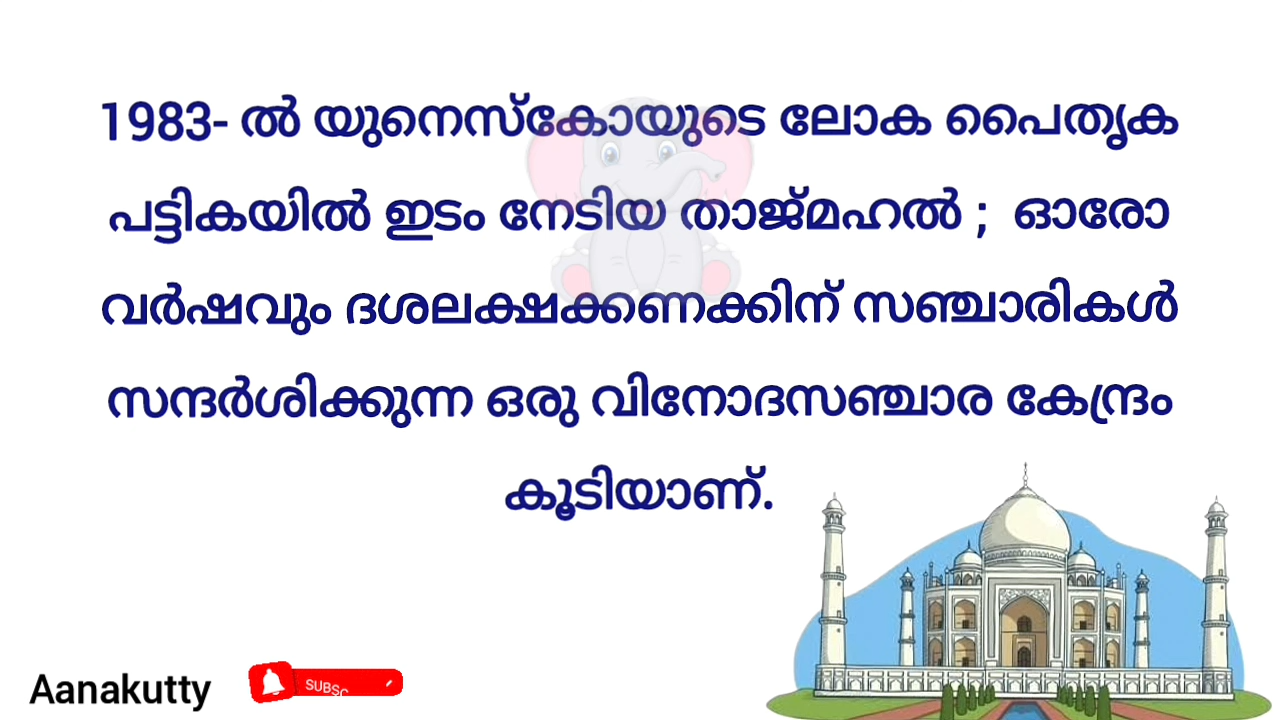 1983- ൽ യുനെസ്കോയുടെ ലോക പൈതൃക
പട്ടികയിൽ ഇടം നേടിയ താജ്മഹൽ ; ഓരോ
വർഷവും ദശലക്ഷക്കണക്കിന് സഞ്ചാരികൾ
സന്ദർശിക്കുന്ന ഒരു വിനോദസഞ്ചാര കേന്ദ്രം
കൂടിയാണ്.
Aanakutty